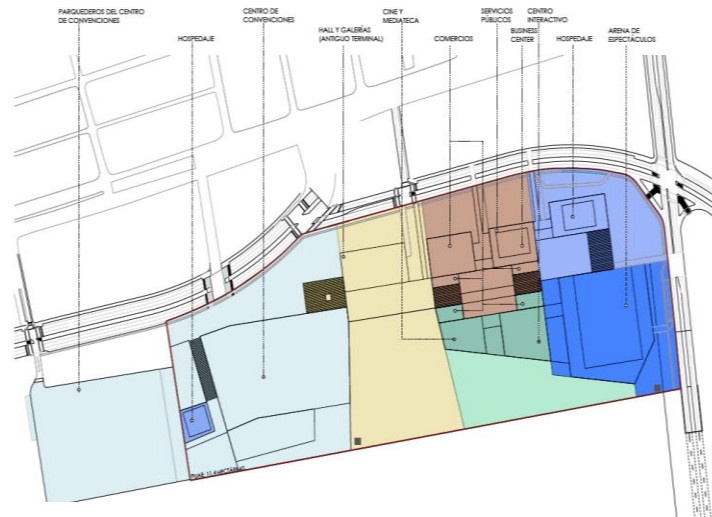 PARQUEDEROS DEL CENTRO
DE CONVENCIONES
HOSPEDAJE
CENTRO DE
CONVENCIONES
HALL Y GALERÍAS
(ANTIGUO TERMINAL)
CINE Y
MEDIATECA
COMERCIOS
SERVICIOS
PÚBLICOS
BUSINESS
CENTER
CENTRO
INTERACTIVO
HOSPEDAJE
ARENA DE
ESPECTÁCULOS